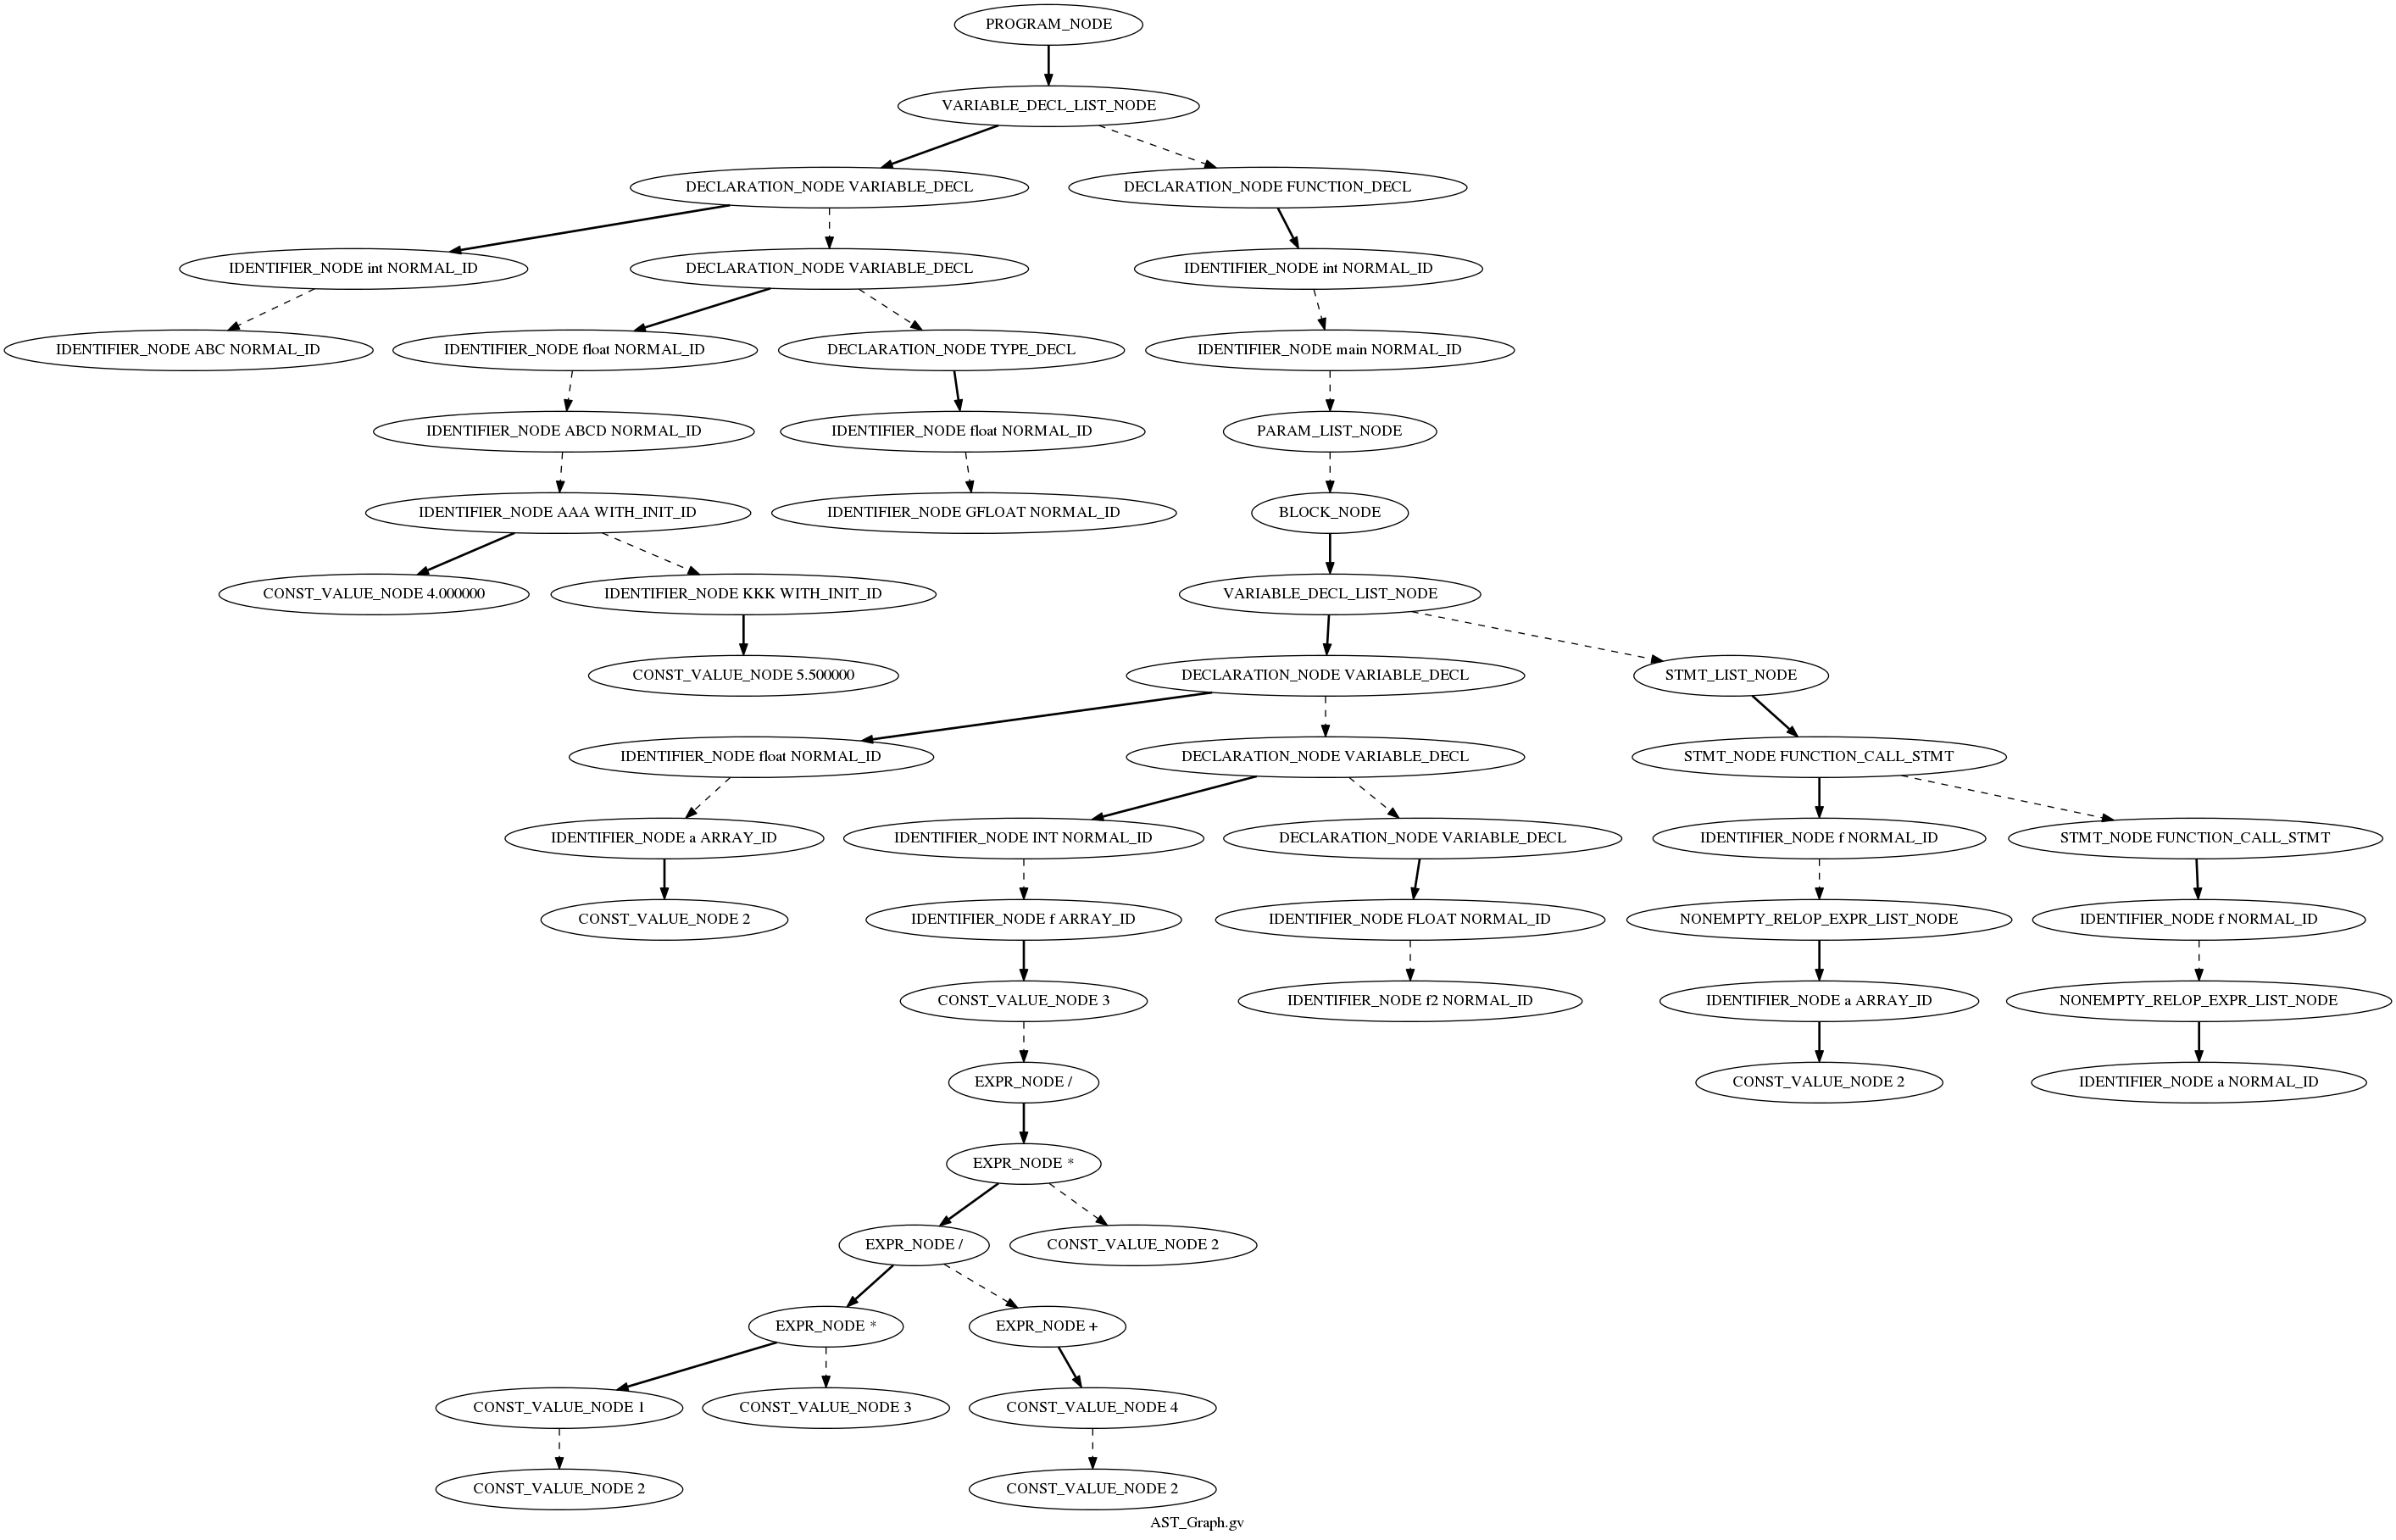 PROGRAM_NODE
VARIABLE_DECL_LIST_NODE
DECLARATION_NODE VARIABLE_DECL
DECLARATION_NODE FUNCTION_DECL
IDENTIFIER_NODE int NORMAL_ID
DECLARATION_NODE VARIABLE_DECL
IDENTIFIER_NODE int NORMAL_ID
IDENTIFIER_NODE ABC NORMAL_ID
IDENTIFIER_NODE float NORMAL_ID
DECLARATION_NODE TYPE_DECL
IDENTIFIER_NODE main NORMAL_ID
IDENTIFIER_NODE ABCD NORMAL_ID
IDENTIFIER_NODE float NORMAL_ID
PARAM_LIST_NODE
IDENTIFIER_NODE AAA WITH_INIT_ID
IDENTIFIER_NODE GFLOAT NORMAL_ID
BLOCK_NODE
CONST_VALUE_NODE 4.000000
IDENTIFIER_NODE KKK WITH_INIT_ID
VARIABLE_DECL_LIST_NODE
CONST_VALUE_NODE 5.500000
DECLARATION_NODE VARIABLE_DECL
STMT_LIST_NODE
IDENTIFIER_NODE float NORMAL_ID
DECLARATION_NODE VARIABLE_DECL
STMT_NODE FUNCTION_CALL_STMT
IDENTIFIER_NODE a ARRAY_ID
IDENTIFIER_NODE INT NORMAL_ID
DECLARATION_NODE VARIABLE_DECL
IDENTIFIER_NODE f NORMAL_ID
STMT_NODE FUNCTION_CALL_STMT
CONST_VALUE_NODE 2
IDENTIFIER_NODE f ARRAY_ID
IDENTIFIER_NODE FLOAT NORMAL_ID
NONEMPTY_RELOP_EXPR_LIST_NODE
IDENTIFIER_NODE f NORMAL_ID
CONST_VALUE_NODE 3
IDENTIFIER_NODE f2 NORMAL_ID
IDENTIFIER_NODE a ARRAY_ID
NONEMPTY_RELOP_EXPR_LIST_NODE
EXPR_NODE /
CONST_VALUE_NODE 2
IDENTIFIER_NODE a NORMAL_ID
EXPR_NODE *
EXPR_NODE /
CONST_VALUE_NODE 2
EXPR_NODE *
EXPR_NODE +
CONST_VALUE_NODE 1
CONST_VALUE_NODE 3
CONST_VALUE_NODE 4
CONST_VALUE_NODE 2
CONST_VALUE_NODE 2
AST_Graph.gv